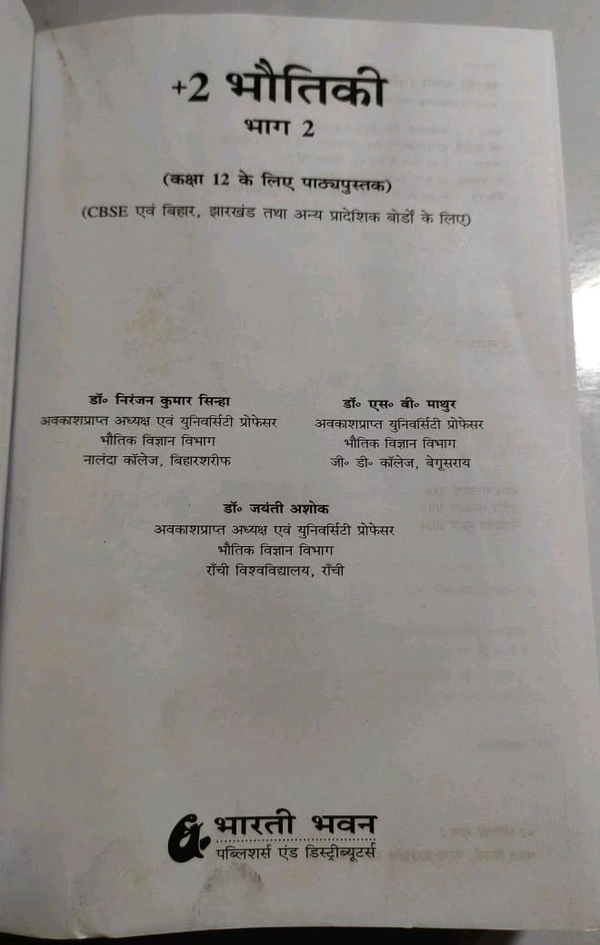 +2 भौतिकी
भाग 2
(कक्षा 12 के लिए पाठ्यपुस्तक)
(CBSE एवं बिहार, झारखंड तथा अन्य प्रादेशिक बोर्डों के लिए)
डॉ॰ निरंजन कुमार सिन्हा
अवकाशप्राप्त अध्यक्ष एवं युनिवर्सिटी प्रोफेसर
भौतिक विज्ञान विभाग
नालंदा कॉलेज, बिहारशरीफ
डॉ॰ एस॰ बी॰ माथुर
अवकाशप्राप्त युनिवर्सिटी प्रोफेसर
भौतिक विज्ञान विभाग
जी॰ डी॰ कॉलेज, बेगूसराय
डॉ॰ जयंती अशोक
अवकाशप्राप्त अध्यक्ष एवं युनिवर्सिटी प्रोफेसर
भौतिक विज्ञान विभाग
राँची विश्वविद्यालय, राँची
भारती भवन
पब्लिशर्स एंड डिस्ट्रीब्यूटर्स